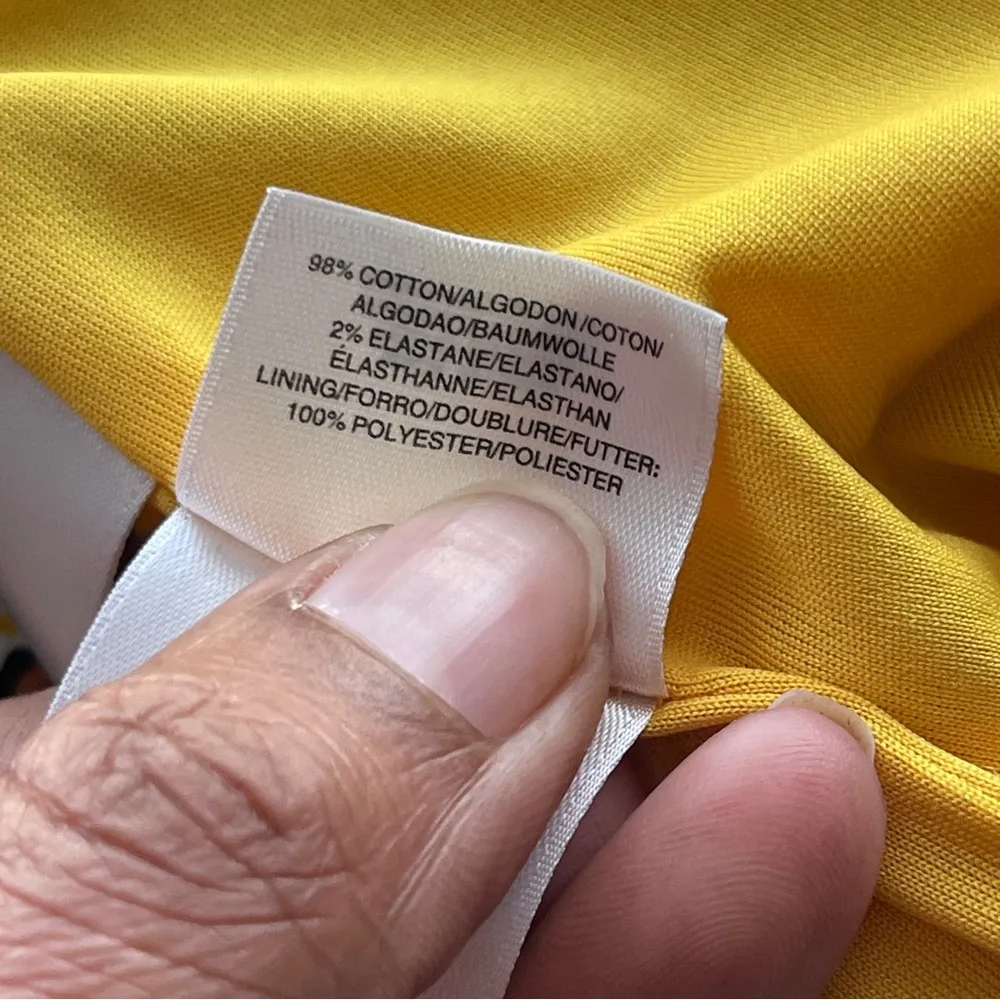 98% COTTON/ALGODON /COTON/
ALGODAO/BAUMWOLLE
2% ELASTANE/ELASTANO/
ÉLASTHANNE/ELASTHAN
LINING/FORRO/DOUBLURE/FUTTER:
100% POLYESTER/POLIESTER